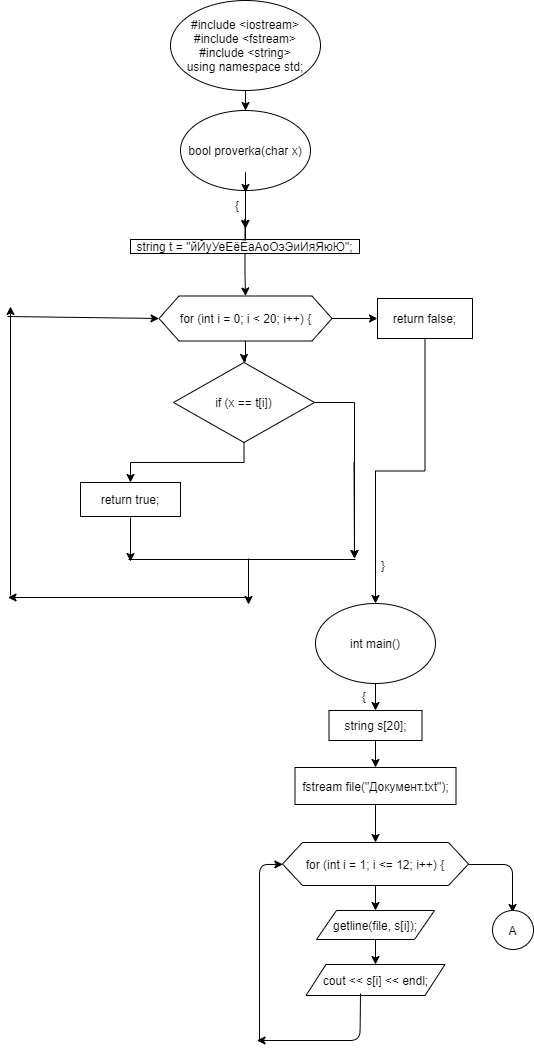 #include <iostream>
#include <fstream>
#include <string>
using namespace std;
bool proverka(char x)
{
string t = "йЙуУеЕёЁаАоОэЭиИяЯюЮ";
for (int i = 0; i < 20; i++) {
return false;
if (x == t[i])
return true;
}
int main()
{
string s[20];
fstream file("Документ.txt");
for (int i = 1; i <= 12; i++) {
getline(file, s[i]);
A
cout << s[i] << endl;